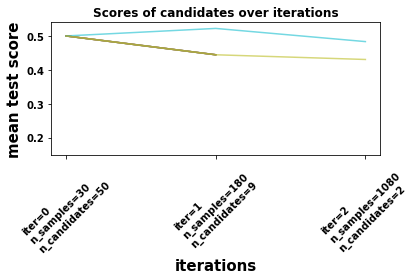 Scores of candidates over iterations
mean test score
0.5
0.4
0.3
0.2
iter=0
n_samples=30
n_candidates=50
iter=1
n_samples=180
n_candidates=9
iter=2
n_samples=1080
n_candidates=2
iterations